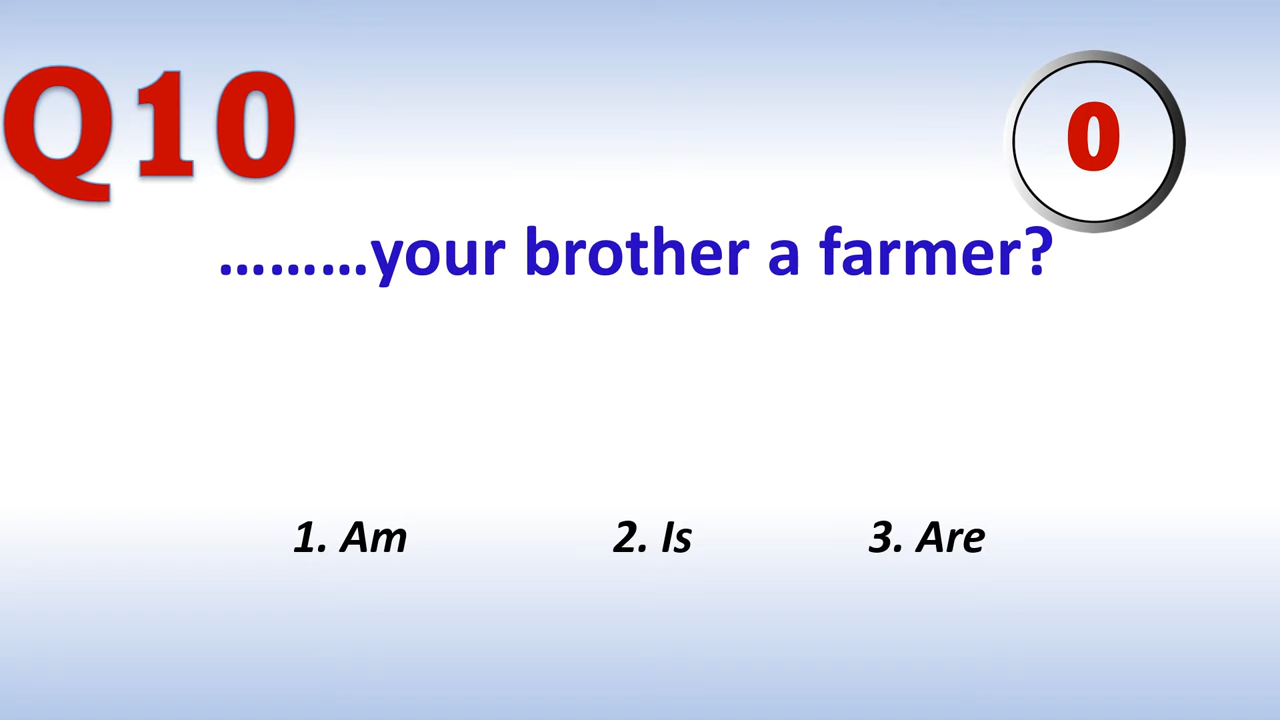 Q10
0
………your brother a farmer?
1. Am 2. Is 3. Are